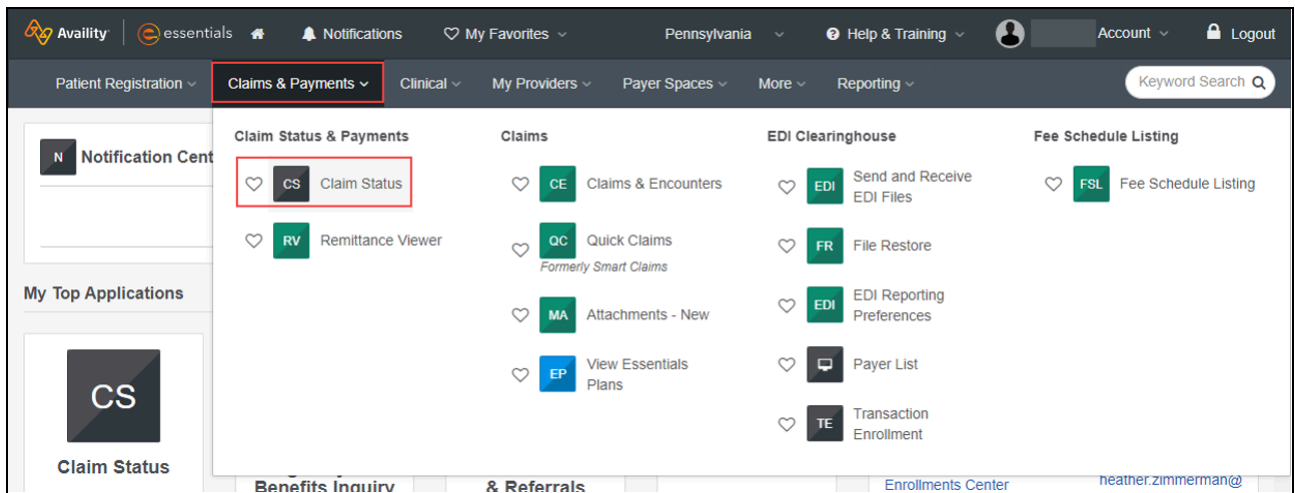 Availity essentials Notifications My Favorites Pennsylvania Help & Training Account Logout
Patient Registration Claims & Payments Clinical My Providers Payer Spaces More Reporting Keyword Search
Claim Status & Payments
CS Claim Status
RV Remittance Viewer
Claims
CE Claims & Encounters
QC Quick Claims
Formerly Smart Claims
MA Attachments - New
EP View Essentials
Plans
EDI Clearinghouse
EDI Send and Receive
EDI Files
FR File Restore
EDI EDI Reporting
Preferences
Payer List
TE Transaction
Enrollment
Fee Schedule Listing
FSL Fee Schedule Listing
N Notification Cent
My Top Applications
CS
Claim Status
Benefits Inquiry
& Referrals
Enrollments Center
heather.zimmerman@